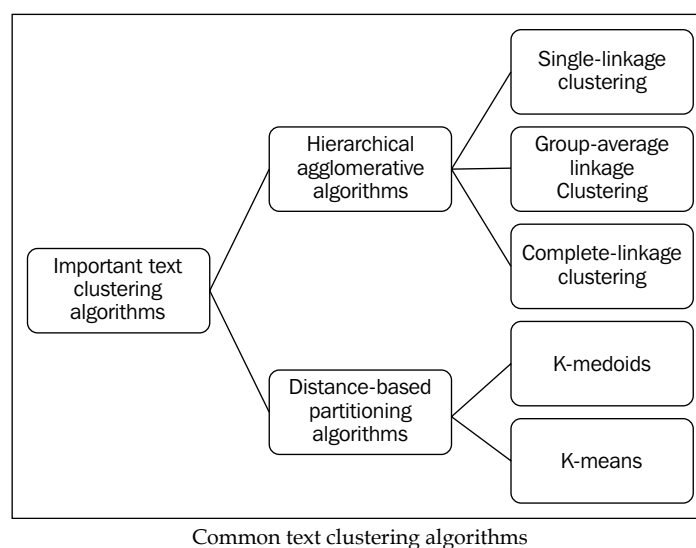 Important text
clustering
algorithms
Hierarchical
agglomerative
algorithms
Single-linkage
clustering
Group-average
linkage
Clustering
Complete-linkage
clustering
Distance-based
partitioning
algorithms
K-medoids
K-means
Common text clustering algorithms